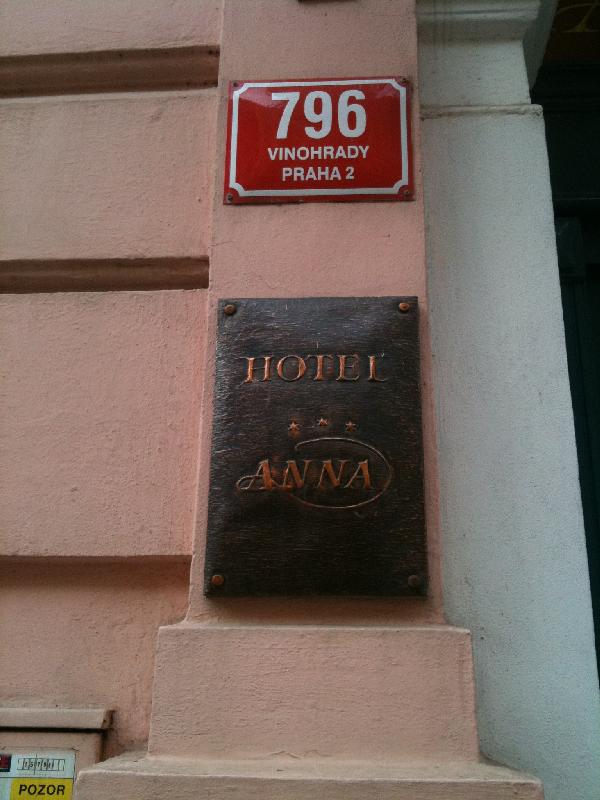 796
VINOHRADY
PRAHA 2
HOTEL
ANNA
POZOR